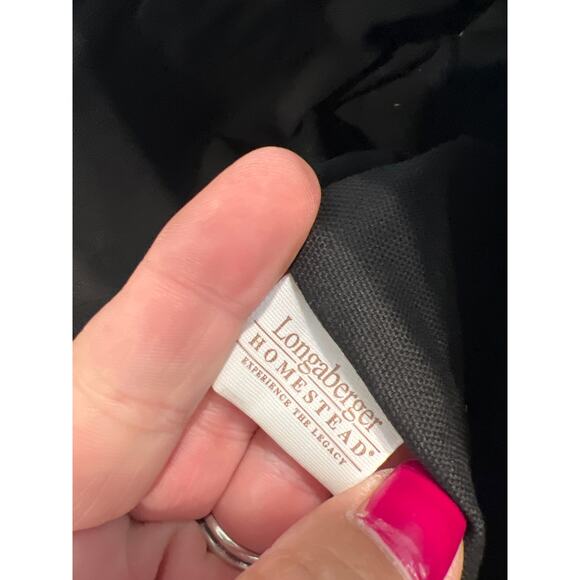 Longaberger
HOMESTEAD®
EXPERIENCE THE LEGACY